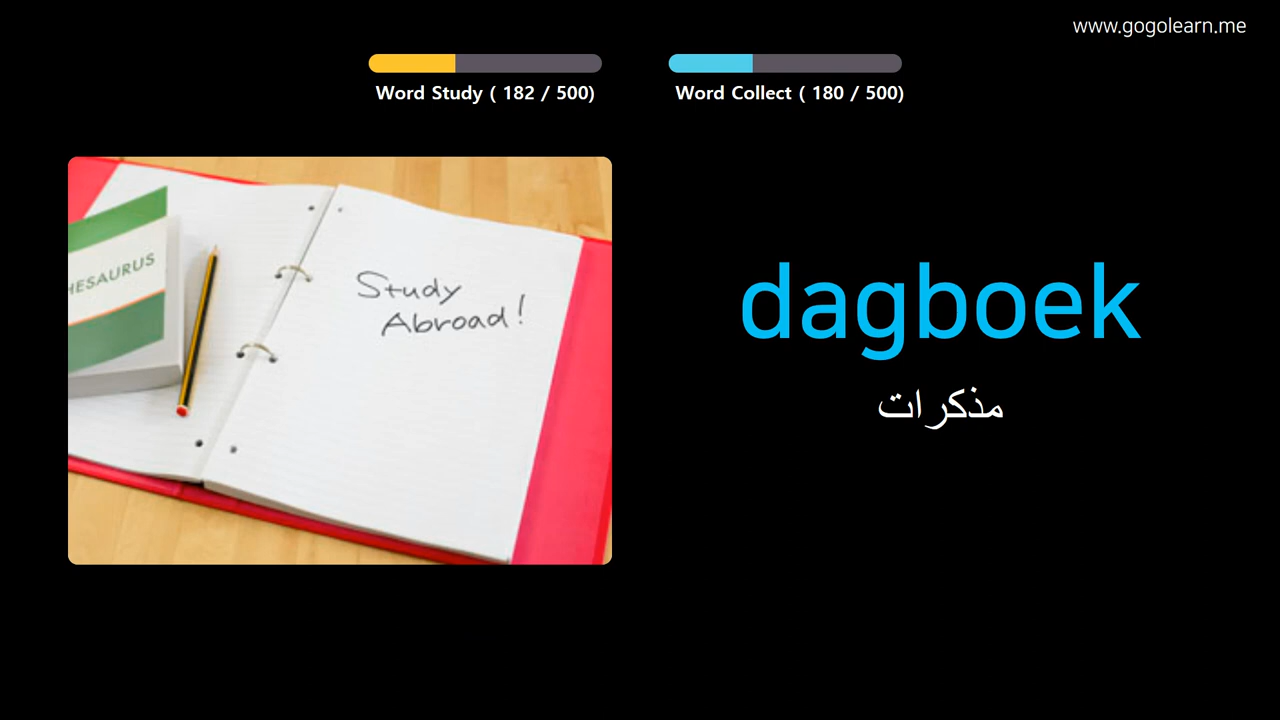 www.gogolearn.me
Word Study ( 182 / 500)
Word Collect ( 180 / 500)
HESAURUS
Study
Abroad!
dagboek
مذكرات